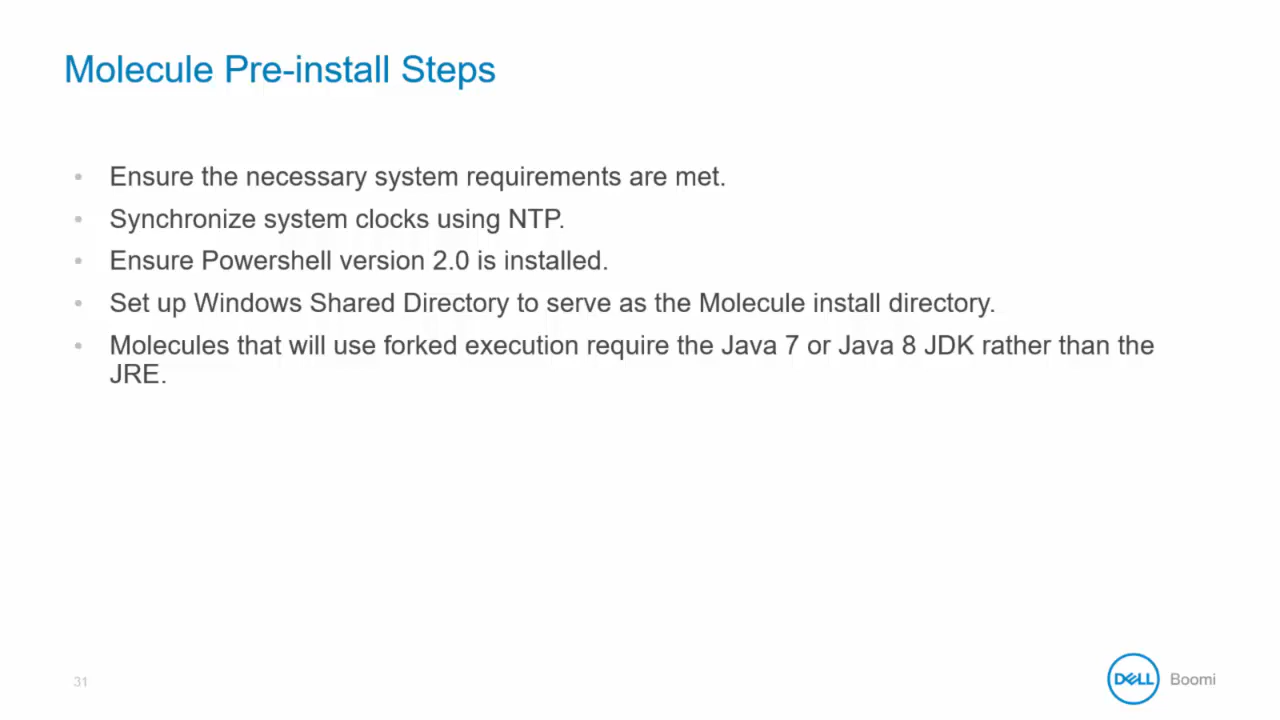 Molecule Pre-install Steps
• Ensure the necessary system requirements are met.
• Synchronize system clocks using NTP.
• Ensure Powershell version 2.0 is installed.
• Set up Windows Shared Directory to serve as the Molecule install directory.
• Molecules that will use forked execution require the Java 7 or Java 8 JDK rather than the
JRE.
31
DELL Boomi